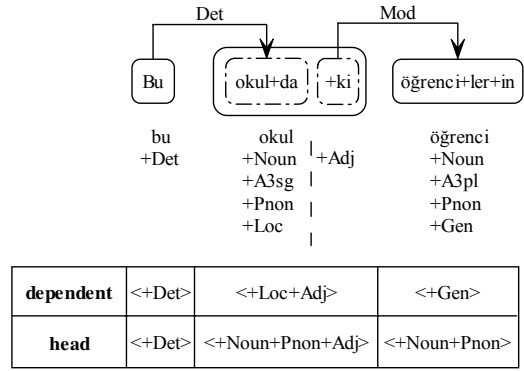 Det Mod
Bu okul+da +ki öğrenci+ler+in
bu okul öğrenci
+Det +Noun +Adj +Noun
+A3sg +A3pl
+Pnon +Pnon
+Loc +Gen
dependent <+Det> <+Loc+Adj> <+Gen>
head <+Det> <+Noun+Pnon+Adj> <+Noun+Pnon>